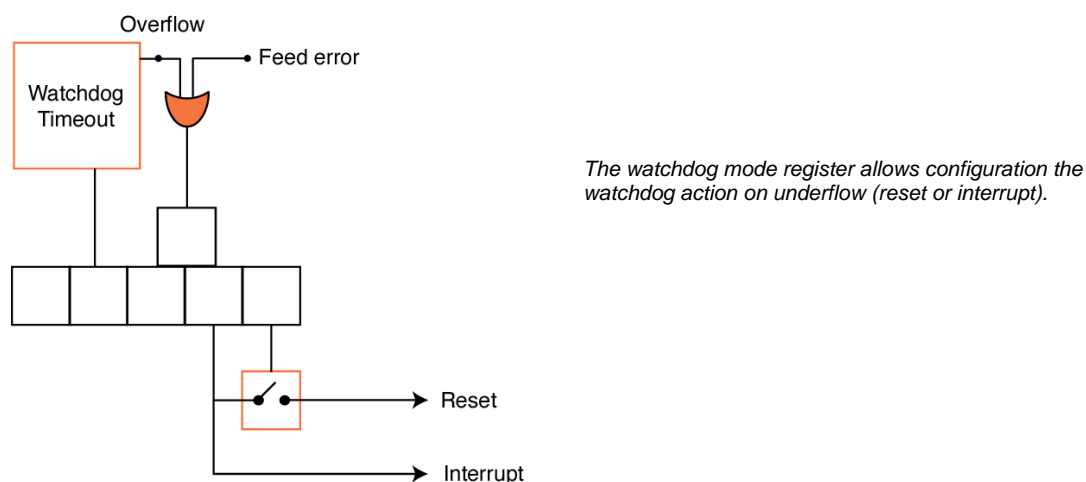 Overflow
Feed error
Watchdog
Timeout
The watchdog mode register allows configuration the
watchdog action on underflow (reset or interrupt).
Reset
Interrupt